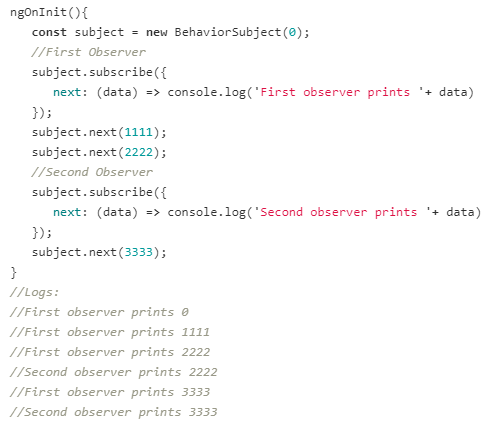 ngOnInit(){
   const subject = new BehaviorSubject(0);
   //First Observer
   subject.subscribe({
      next: (data) => console.log('First observer prints '+ data)
   });
   subject.next(1111);
   subject.next(2222);
   //Second Observer
   subject.subscribe({
      next: (data) => console.log('Second observer prints '+ data)
   });
   subject.next(3333);
}
//Logs:
//First observer prints 0
//First observer prints 1111
//First observer prints 2222
//Second observer prints 2222
//First observer prints 3333
//Second observer prints 3333